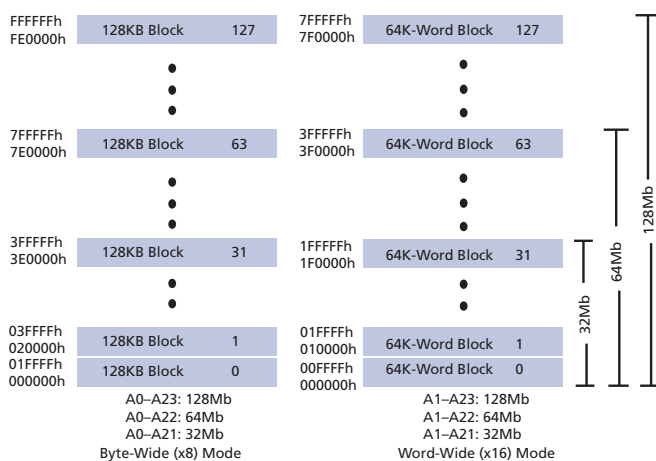 FFFFFFh
FE0000h
128KB Block 127
7FFFFFh
7F0000h
64K-Word Block 127
7FFFFFh
7E0000h
128KB Block 63
3FFFFFh
3F0000h
64K-Word Block 63
3FFFFFh
3E0000h
128KB Block 31
1FFFFFh
1F0000h
64K-Word Block 31
03FFFFh
020000h
128KB Block 1
01FFFFh
010000h
64K-Word Block 1
01FFFFh
000000h
128KB Block 0
00FFFFh
000000h
64K-Word Block 0
32Mb
64Mb
128Mb
A0–A23: 128Mb
A0–A22: 64Mb
A0–A21: 32Mb
Byte-Wide (x8) Mode
A1–A23: 128Mb
A1–A22: 64Mb
A1–A21: 32Mb
Word-Wide (x16) Mode